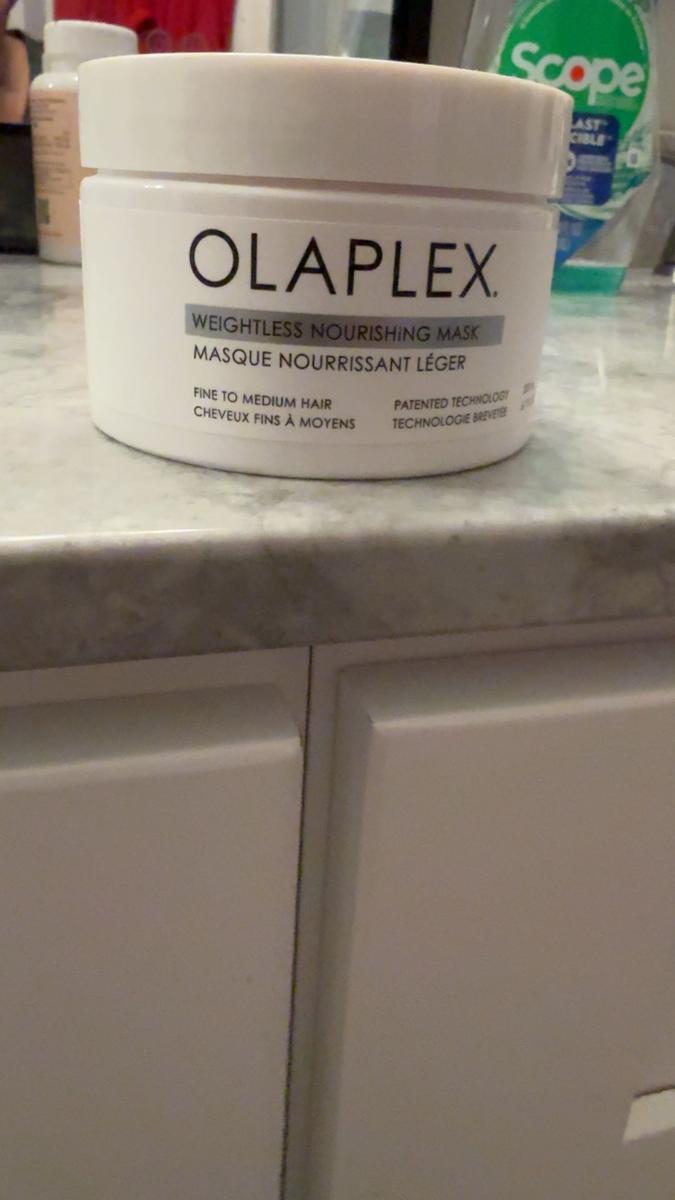 OLAPLEX.
WEIGHTLESS NOURISHiNG MASK
MASQUE NOURRISSANT LÉGER
FINE TO MEDIUM HAIR
CHEVEUX FINS À MOYENS
PATENTED TECHNOLOGY
TECHNOLOGIE BREVETÉE
Scope